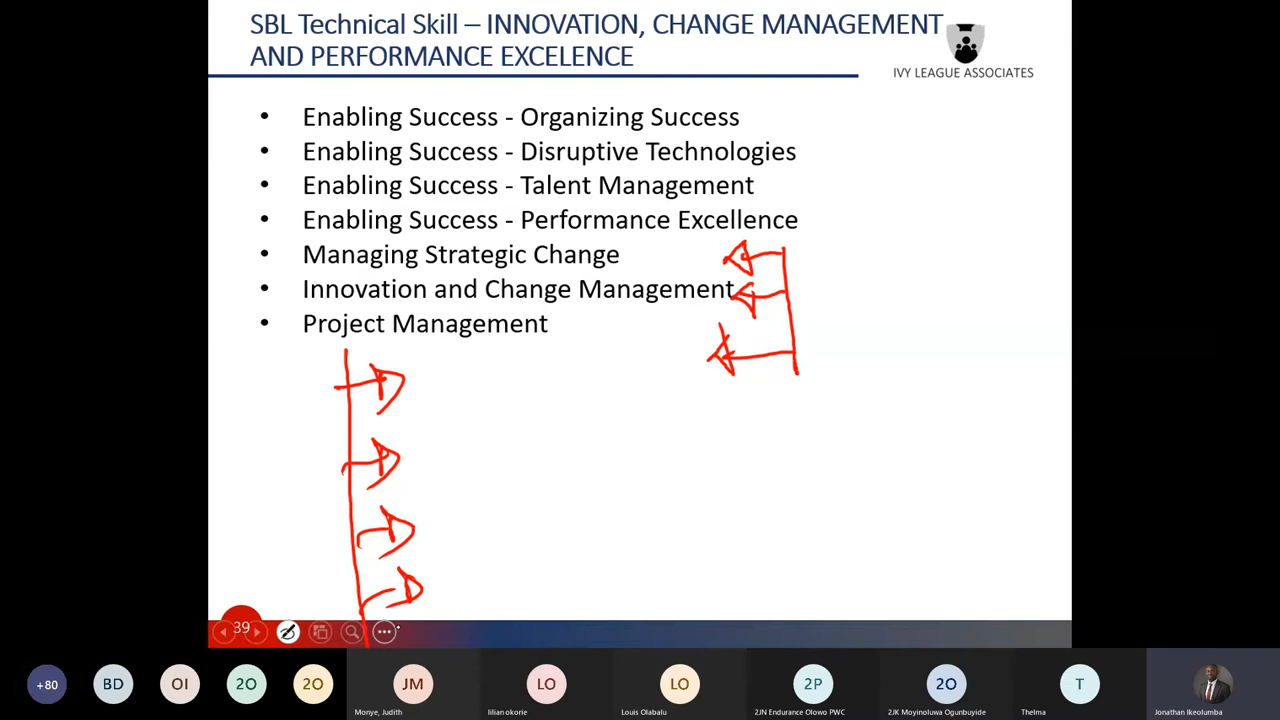 SBL Technical Skill – INNOVATION, CHANGE MANAGEMENT
AND PERFORMANCE EXCELENCE
IVY LEAGUE ASSOCIATES
• Enabling Success - Organizing Success
• Enabling Success - Disruptive Technologies
• Enabling Success - Talent Management
• Enabling Success - Performance Excellence
• Managing Strategic Change
• Innovation and Change Management
• Project Management
39
+80 BD OI 2O 2O JM LO LO 2P 2O T
Monye, Judith lilian okorie Louis Olabalu 2JN Endurance Olowo PWC 2JK Moyinoluwa Ogunbuyide Thelma Jonathan Ikeolumba